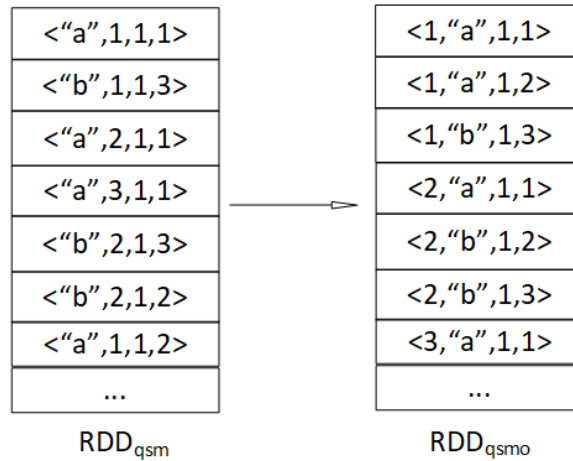 <“a”,1,1,1>
<“b”,1,1,3>
<“a”,2,1,1>
<“a”,3,1,1>
<“b”,2,1,3>
<“b”,2,1,2>
<“a”,1,1,2>
...
RDDqsm
<1,“a”,1,1>
<1,“a”,1,2>
<1,“b”,1,3>
<2,“a”,1,1>
<2,“b”,1,2>
<2,“b”,1,3>
<3,“a”,1,1>
...
RDDqsmo